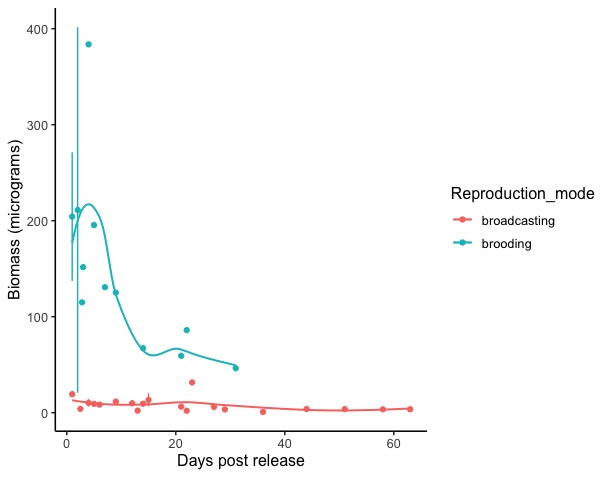 400
300
200
100
0
Biomass (micrograms)
0 20 40 60
Days post release
Reproduction_mode
broadcasting
brooding